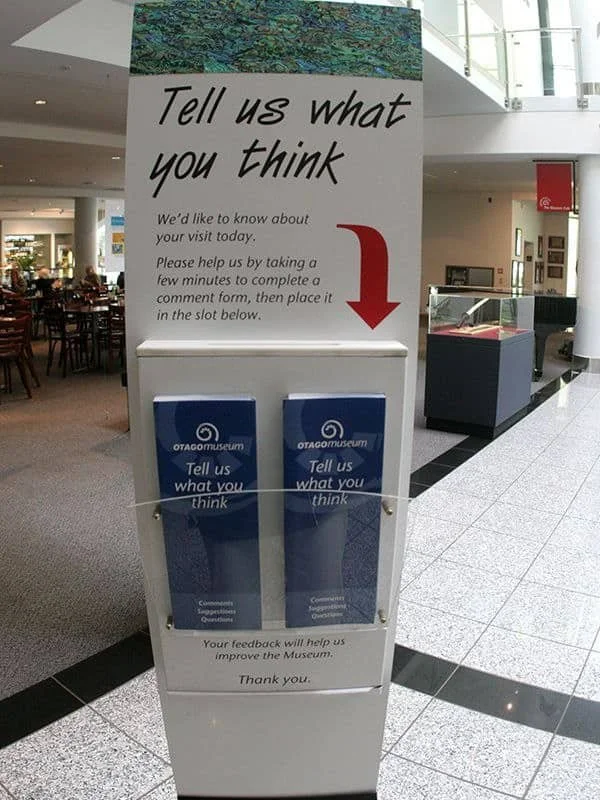 Tell us what
you think
We'd like to know about
your visit today.
Please help us by taking a
few minutes to complete a
comment form, then place it
in the slot below.
OTAGOmuseum
Tell us
what you
think
Comments
Suggestions
Questions
OTAGOmuseum
Tell us
what you
think
Comments
Suggestions
Questions
Your feedback will help us
improve the Museum.
Thank you.